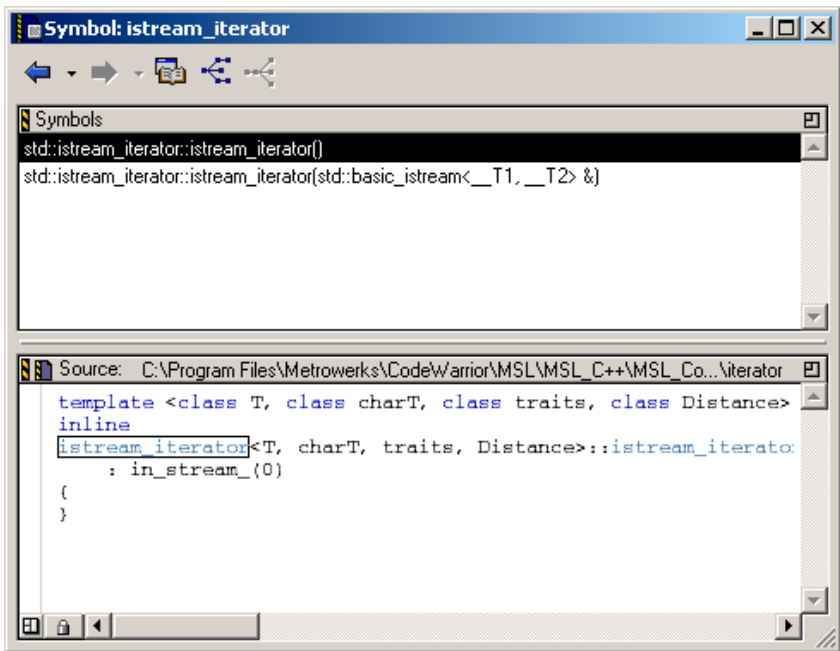 Symbol: istream_iterator
Symbols
std::istream_iterator::istream_iterator()
std::istream_iterator::istream_iterator(std::basic_istream<__T1, __T2> &)
Source: C:\Program Files\Metrowerks\CodeWarrior\MSL\MSL_C++\MSL_Co...\iterator
template <class T, class charT, class traits, class Distance>
inline
istream_iterator<T, charT, traits, Distance>::istream_iterato
: in_stream_(0)
{
}